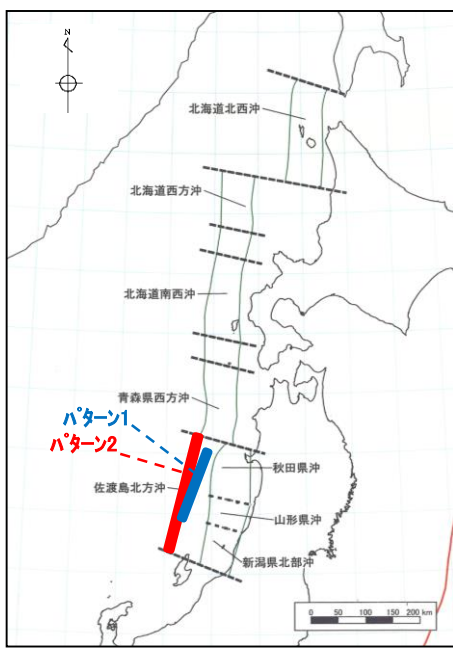 北海道北西沖
北海道西方沖
北海道南西沖
青森県西方沖
パターン1
パターン2
秋田県沖
佐渡島北方沖
山形県沖
新潟県北部沖
0 50 100 150 200 km